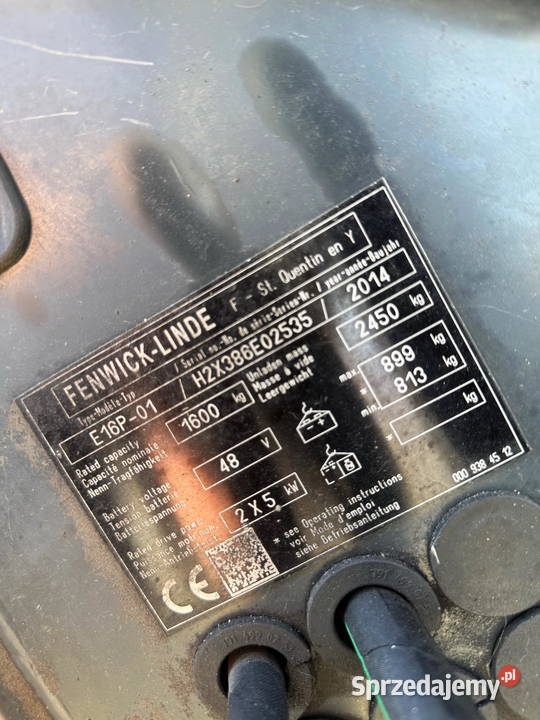 FENWICK-LINDE F - St. Quentin en Y
Type-Modèle-Typ / Serial no.-No. de série-Serien-Nr. / year-année-Baujahr
E16P-01 / H2X386E02535 / 2014
Rated capacity
Capacité nominale
Nenn-Tragfähigkeit
1600 kg
Unladen mass
Masse à vide
Leergewicht
2450 kg
Battery voltage
Tension batterie
Batteriespannung
48 V
max. 899 kg
min. 813
Rated drive power
Puissance mot. nom.
2 X 5 kW
* kg
* see Operating instructions
voir Mode d'emploi
siehe Betriebsanleitung
000 938 45 12
CE
Sprzedajemy.pl